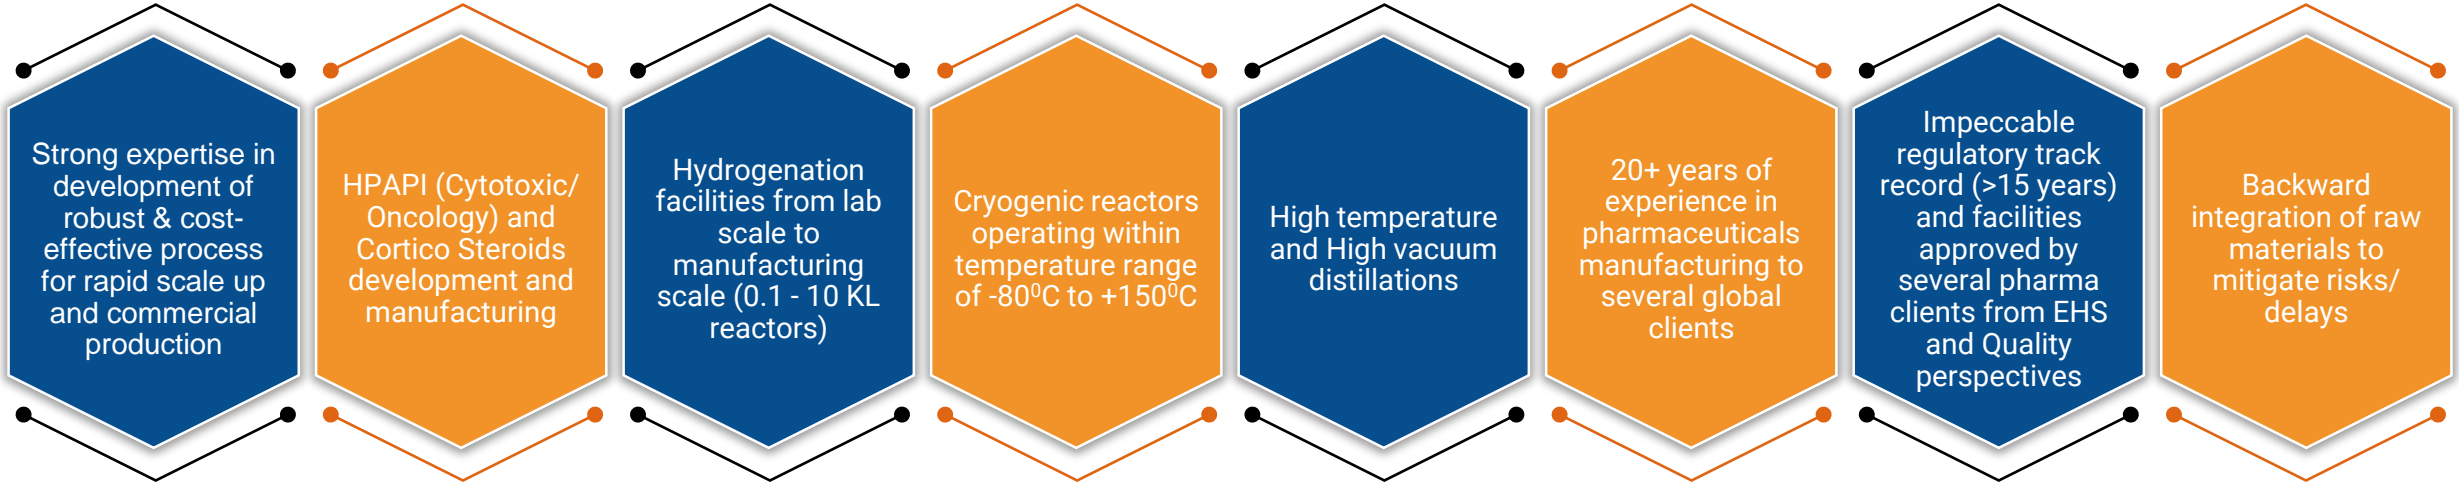 Strong expertise in
development of
robust & cost-
effective process
for rapid scale up
and commercial
production
HPAPI (Cytotoxic/
Oncology) and
Cortico Steroids
development and
manufacturing
Hydrogenation
facilities from lab
scale to
manufacturing
scale (0.1 - 10 KL
reactors)
Cryogenic reactors
operating within
temperature range
of -80⁰C to +150⁰C
High temperature
and High vacuum
distillations
20+ years of
experience in
pharmaceuticals
manufacturing to
several global
clients
Impeccable
regulatory track
record (>15 years)
and facilities
approved by
several pharma
clients from EHS
and Quality
perspectives
Backward
integration of raw
materials to
mitigate risks/
delays